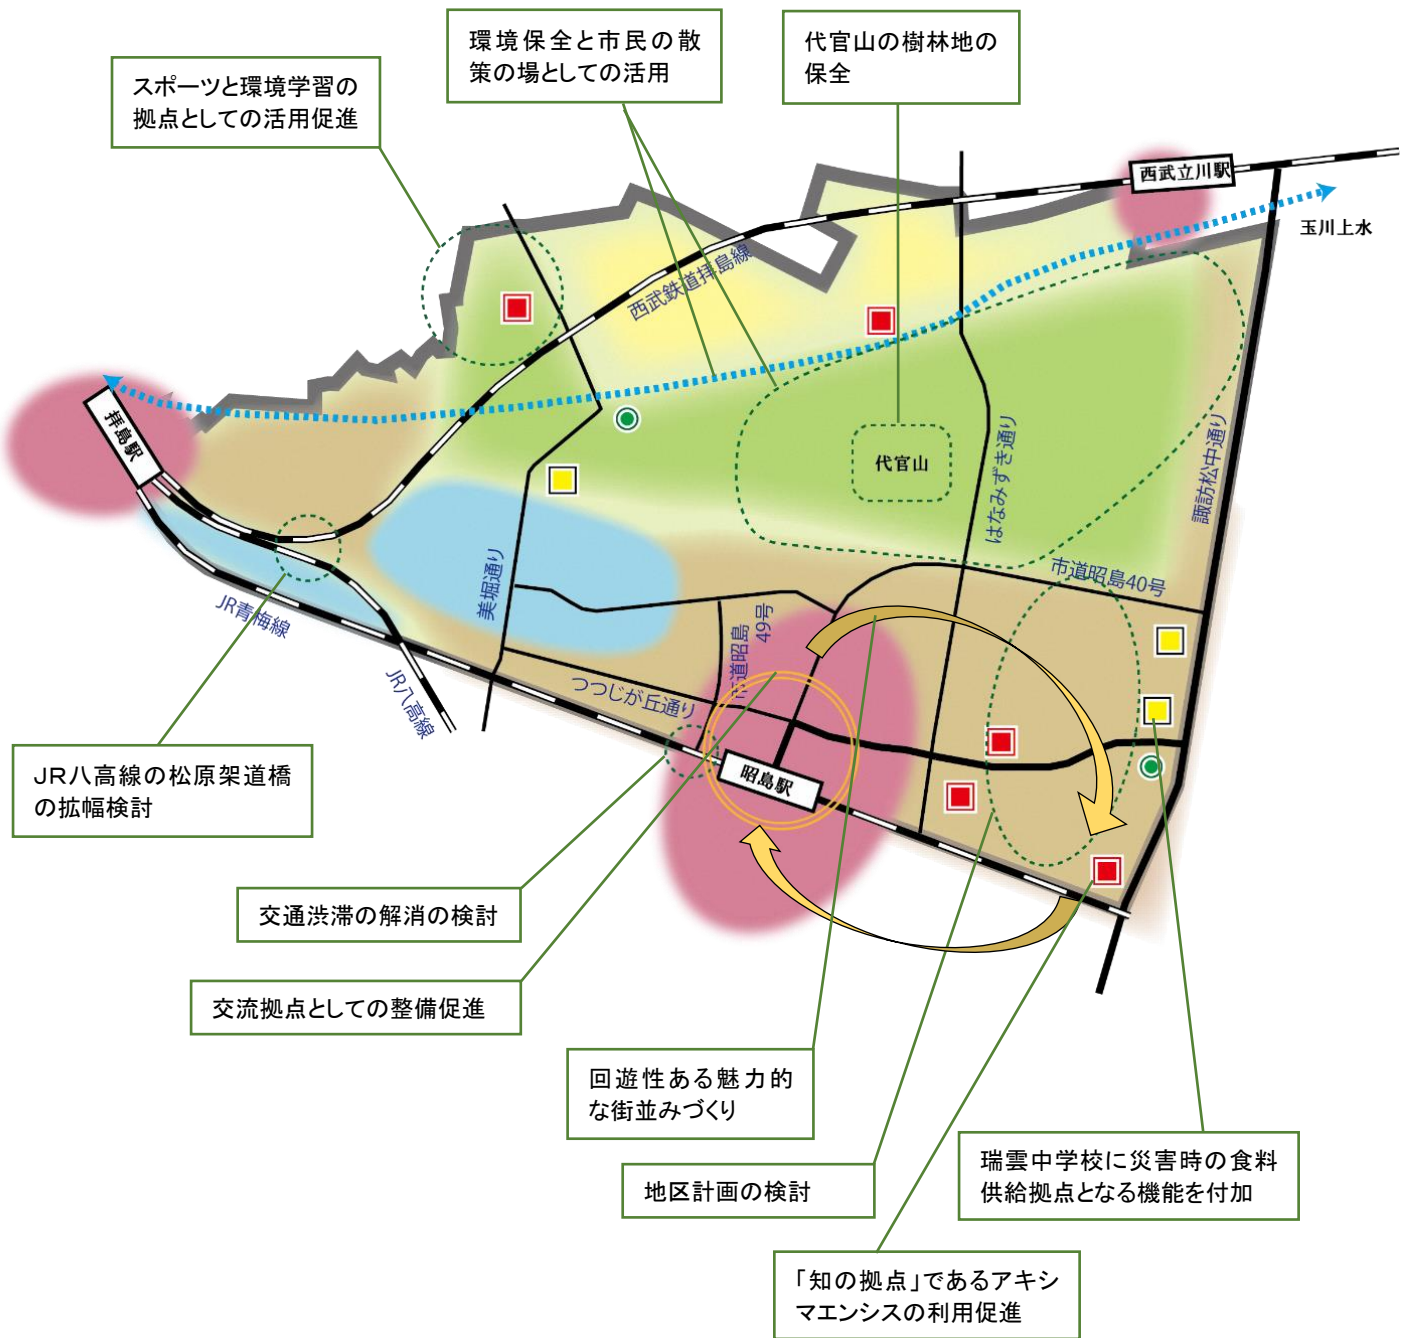 環境保全と市民の散
策の場としての活用
代官山の樹林地の
保全
スポーツと環境学習の
拠点としての活用促進
西武立川駅
玉川上水
西武鉄道拝島線
拝島駅
代官山
はなみずき通り
諏訪松中通り
美堀通り
市道昭島40号
市道昭島
49号
JR青梅線
JR八高線
つつじが丘通り
昭島駅
JR八高線の松原架道橋
の拡幅検討
交通渋滞の解消の検討
交流拠点としての整備促進
回遊性ある魅力的
な街並みづくり
地区計画の検討
瑞雲中学校に災害時の食料
供給拠点となる機能を付加
「知の拠点」であるアキシ
マエンシスの利用促進